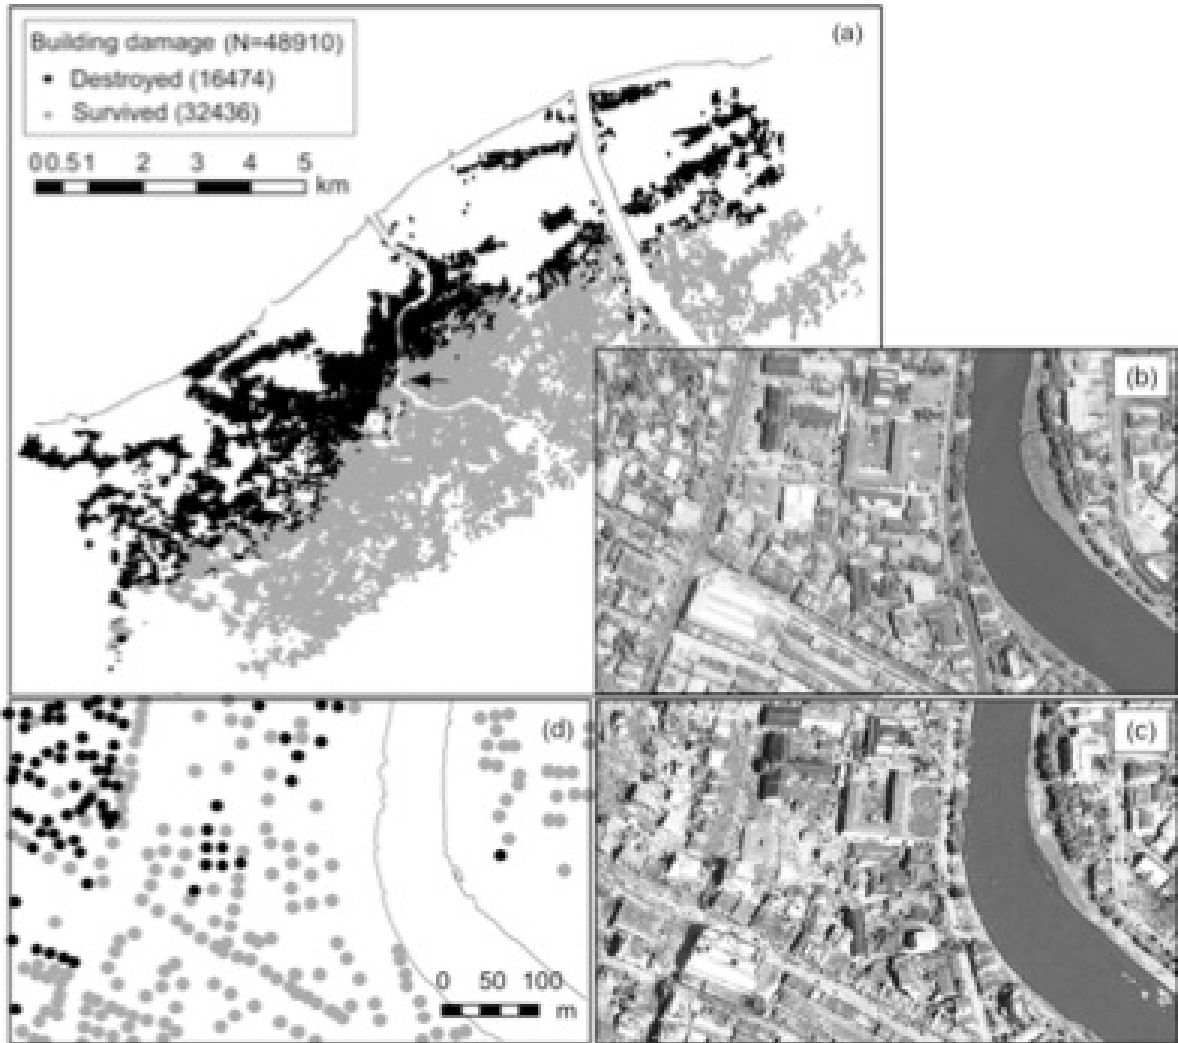 (a)
Building damage (N=48910)
Destroyed (16474)
Survived (32436)
0 0.5 1 2 3 4 5
km
(b)
(d)
(c)
0 50 100
m